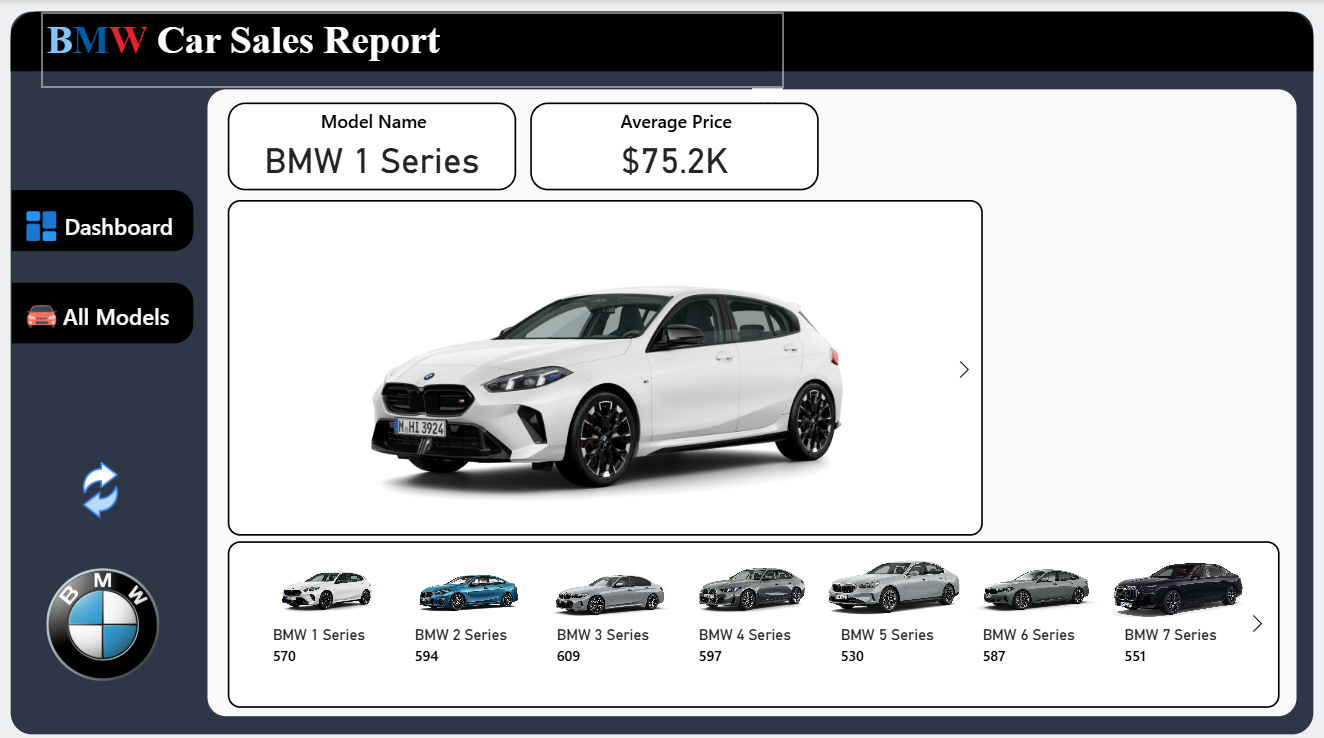 BMW Car Sales Report
Model Name
BMW 1 Series
Average Price
$75.2K
Dashboard
All Models
M HI 3924
B M W
BMW 1 Series
570
BMW 2 Series
594
BMW 3 Series
609
BMW 4 Series
597
BMW 5 Series
530
BMW 6 Series
587
BMW 7 Series
551